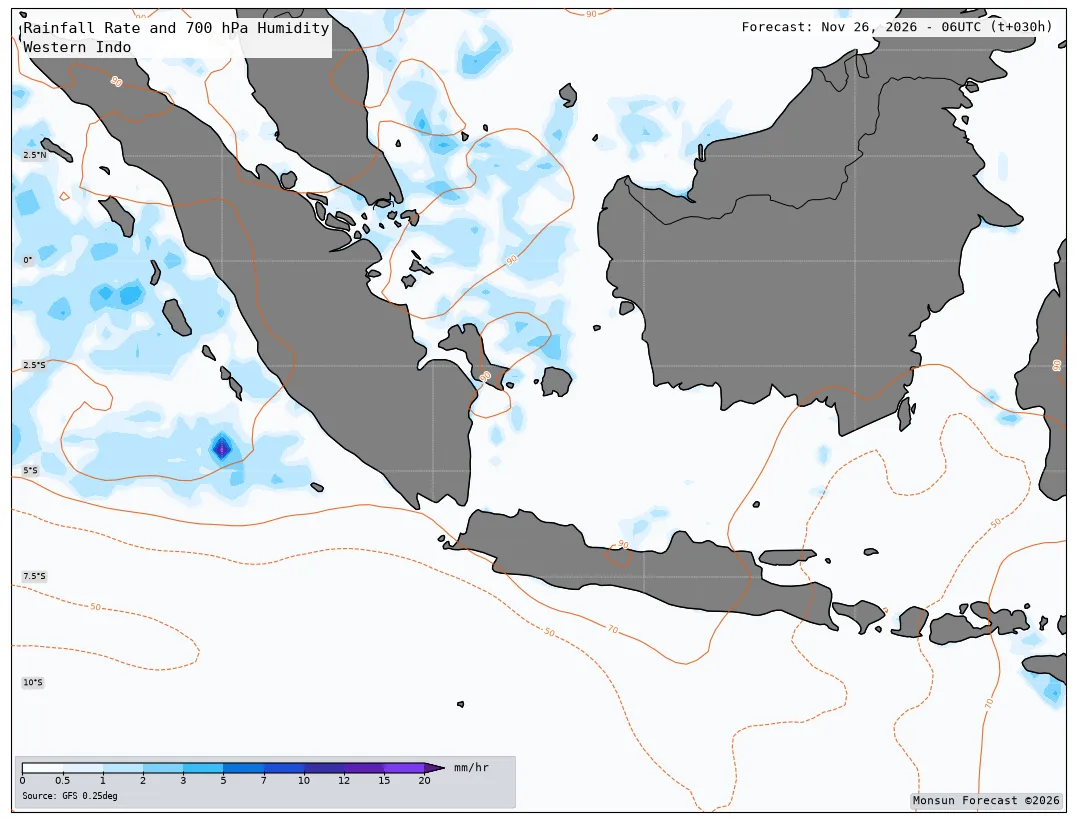 Rainfall Rate and 700 hPa Humidity
Western Indo
Forecast: Nov 26, 2026 - 06UTC (t+030h)
90
90
90
2.5°N
0°
90
2.5°S
90
90
5°S
50
90
7.5°S
50
50
70
10°S
70
mm/hr
0 0.5 1 2 3 5 7 10 12 15 20
Source: GFS 0.25deg
Monsun Forecast ©2026